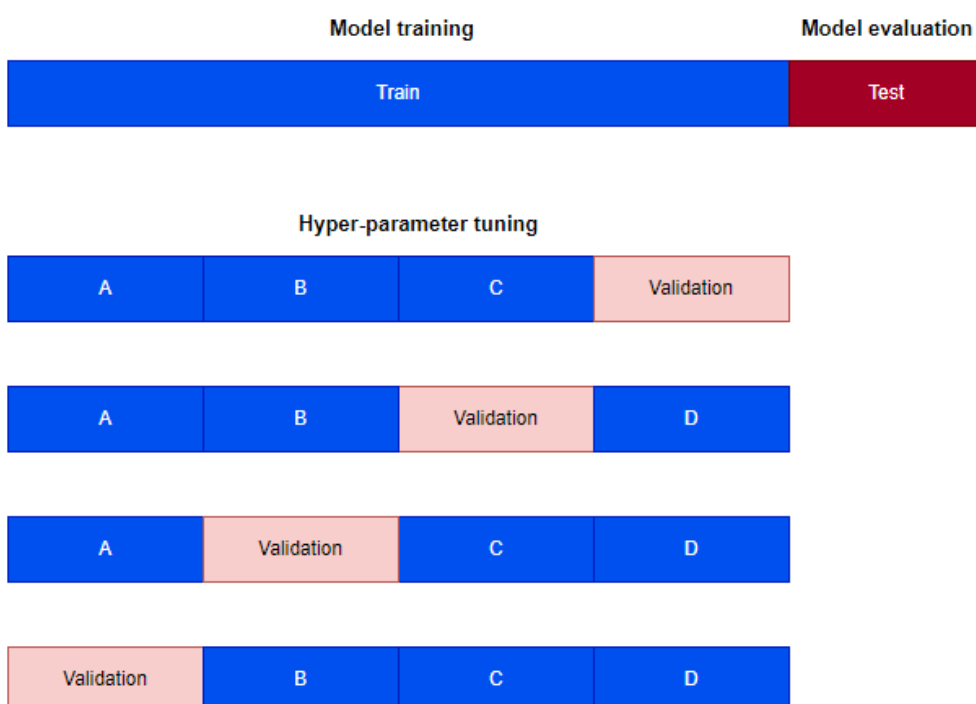 Model training Model evaluation
Train Test
Hyper-parameter tuning
A B C Validation
A B Validation D
A Validation C D
Validation B C D